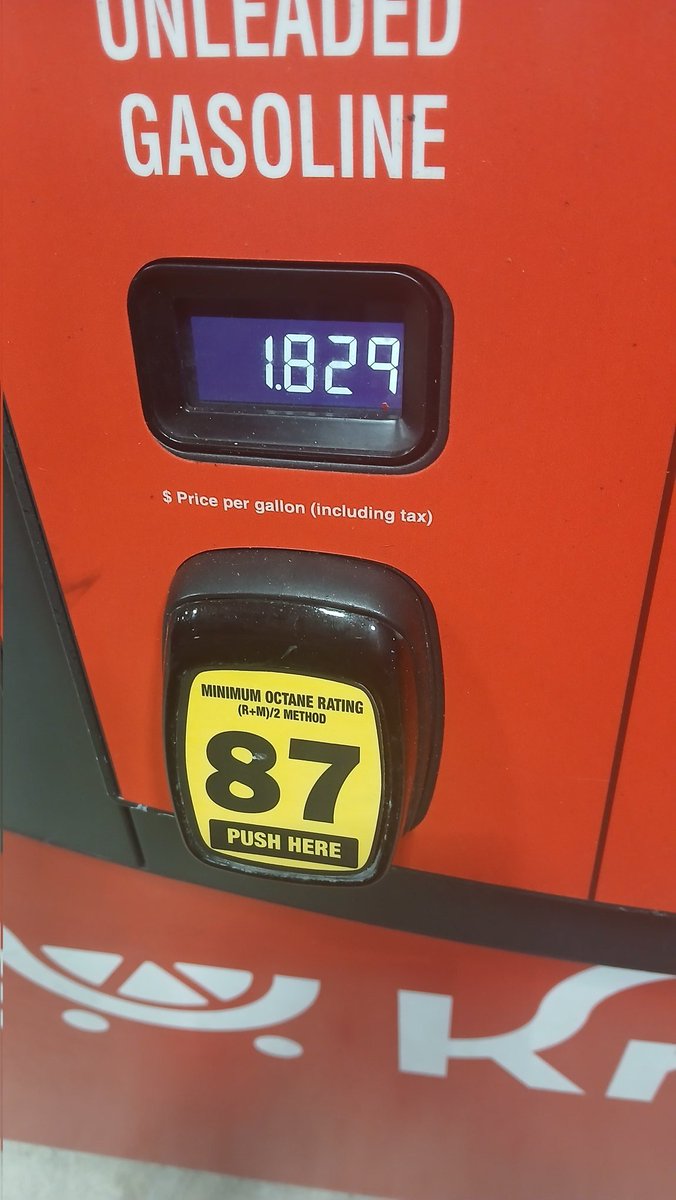 UNLEADED
GASOLINE
1.829
$ Price per gallon (including tax)
MINIMUM OCTANE RATING
(R+M)/2 METHOD
87
PUSH HERE